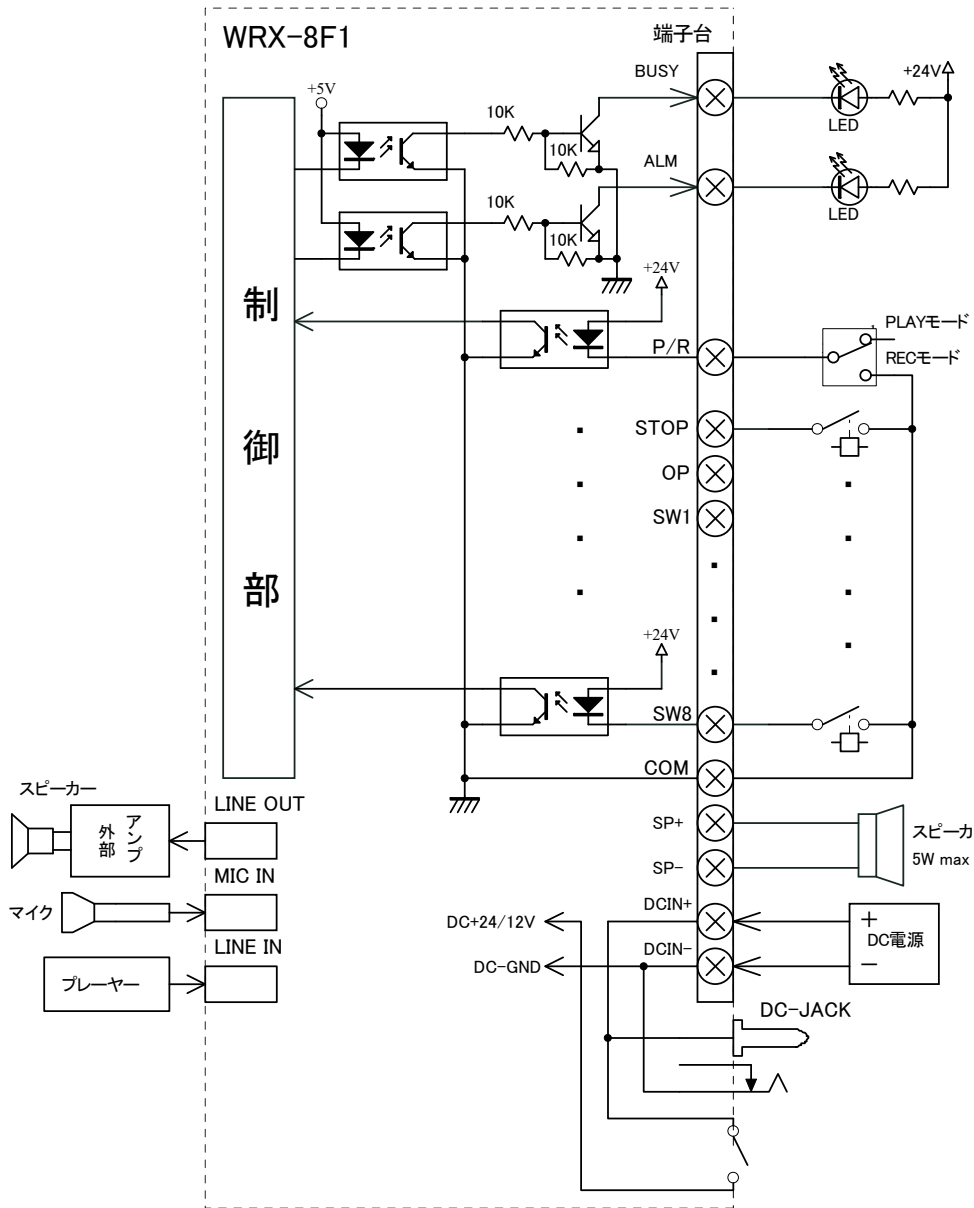 WRX-8F1
端子台
BUSY
+24V
+5V
10K
10K
LED
ALM
10K
10K
LED
+24V
制御部
P/R
PLAYモード
RECモード
STOP
OP
SW1
+24V
SW8
COM
スピーカー
外部アンプ
LINE OUT
SP+
スピーカ
5W max
MIC IN
SP-
マイク
DCIN+
DC+24/12V
+
DC電源
LINE IN
DCIN-
DC-GND
-
プレーヤー
DC-JACK